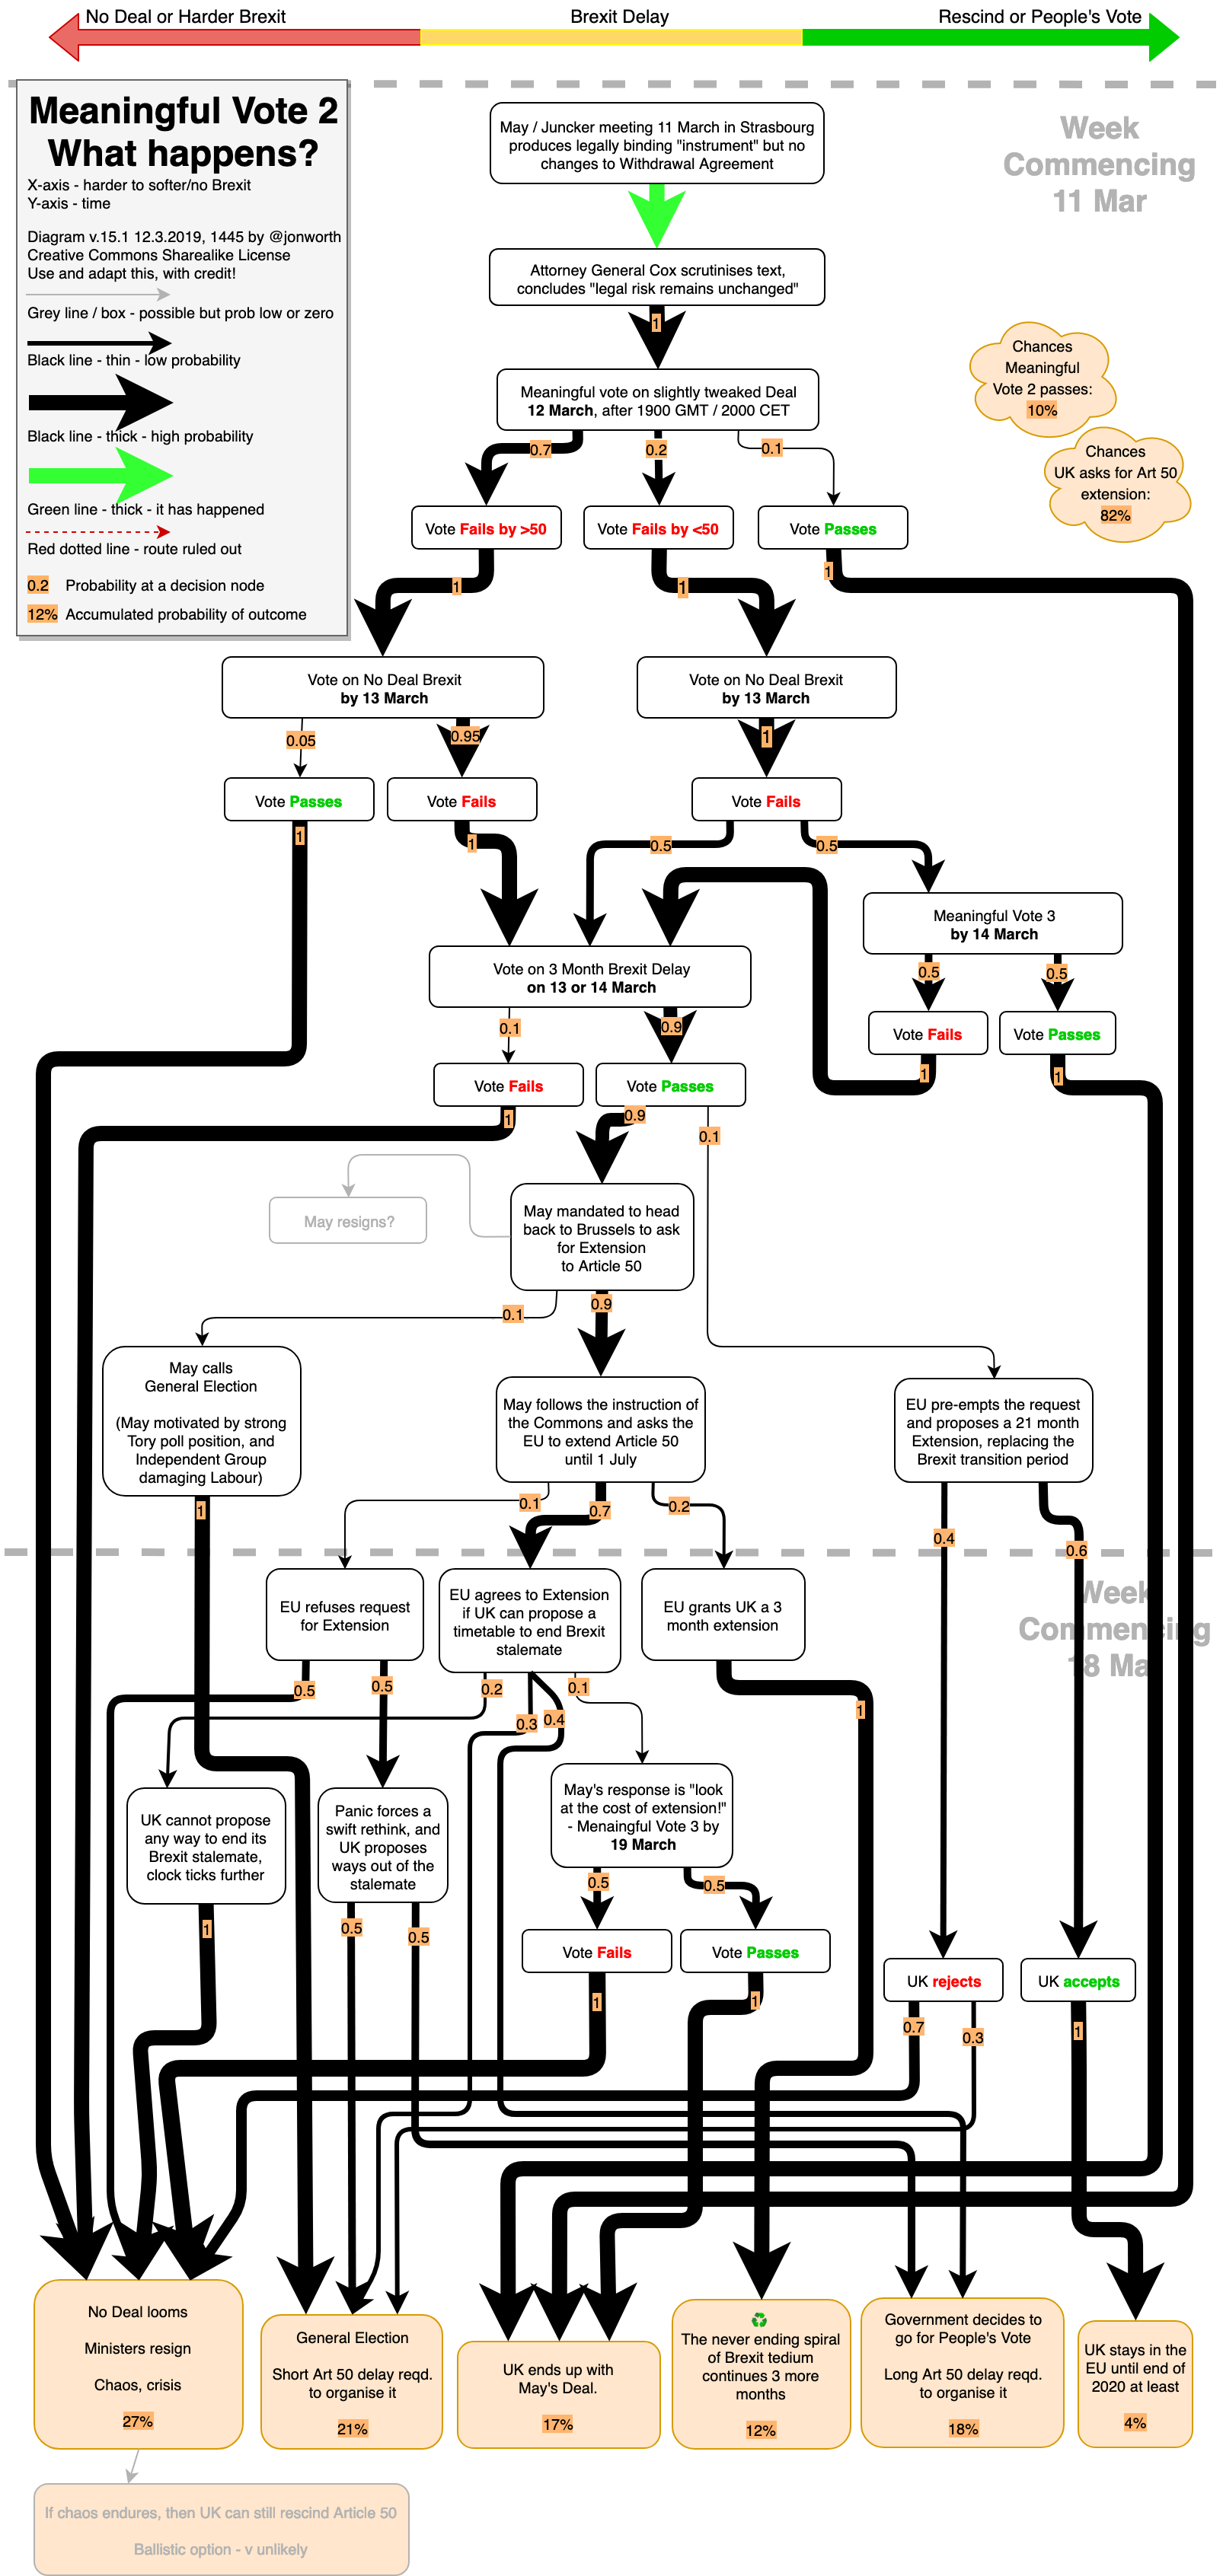 No Deal or Harder Brexit
Brexit Delay
Rescind or People's Vote
Meaningful Vote 2
What happens?
X-axis - harder to softer/no Brexit
Y-axis - time
Diagram v.15.1 12.3.2019, 1445 by @jonworth
Creative Commons Sharealike License
Use and adapt this, with credit!
Grey line / box - possible but prob low or zero
Black line - thin - low probability
Black line - thick - high probability
Green line - thick - it has happened
Red dotted line - route ruled out
0.2 Probability at a decision node
12% Accumulated probability of outcome
Week
Commencing
11 Mar
May / Juncker meeting 11 March in Strasbourg
produces legally binding "instrument" but no
changes to Withdrawal Agreement
Attorney General Cox scrutinises text,
concludes "legal risk remains unchanged"
1
Chances
Meaningful
Vote 2 passes:
10%
Chances
UK asks for Art 50
extension:
82%
Meaningful vote on slightly tweaked Deal
12 March, after 1900 GMT / 2000 CET
0.7
0.2
0.1
Vote Fails by >50
Vote Fails by <50
Vote Passes
1
1
1
Vote on No Deal Brexit
by 13 March
Vote on No Deal Brexit
by 13 March
0.05
0.95
1
Vote Passes
Vote Fails
Vote Fails
1
1
0.5
0.5
Meaningful Vote 3
by 14 March
Vote on 3 Month Brexit Delay
on 13 or 14 March
0.5
0.5
0.1
0.9
Vote Fails
Vote Passes
Vote Fails
Vote Passes
1
1
1
0.9
0.1
May resigns?
May mandated to head
back to Brussels to ask
for Extension
to Article 50
0.1
0.9
May calls
General Election
(May motivated by strong
Tory poll position, and
Independent Group
damaging Labour)
May follows the instruction of
the Commons and asks the
EU to extend Article 50
until 1 July
EU pre-empts the request
and proposes a 21 month
Extension, replacing the
Brexit transition period
1
0.1
0.7
0.2
0.4
0.6
Week
Commencing
18 Ma
EU refuses request
for Extension
EU agrees to Extension
if UK can propose a
timetable to end Brexit
stalemate
EU grants UK a 3
month extension
0.5
0.5
0.2
0.3
0.4
0.1
1
UK cannot propose
any way to end its
Brexit stalemate,
clock ticks further
Panic forces a
swift rethink, and
UK proposes
ways out of the
stalemate
May's response is "look
at the cost of extension!"
- Menaingful Vote 3 by
19 March
0.5
0.5
1
0.5
0.5
Vote Fails
Vote Passes
UK rejects
UK accepts
1
1
0.7
0.3
1
No Deal looms
Ministers resign
Chaos, crisis
27%
General Election
Short Art 50 delay reqd.
to organise it
21%
UK ends up with
May's Deal.
17%
The never ending spiral
of Brexit tedium
continues 3 more
months
12%
Government decides to
go for People's Vote
Long Art 50 delay reqd.
to organise it
18%
UK stays in the
EU until end of
2020 at least
4%
If chaos endures, then UK can still rescind Article 50
Ballistic option - v unlikely